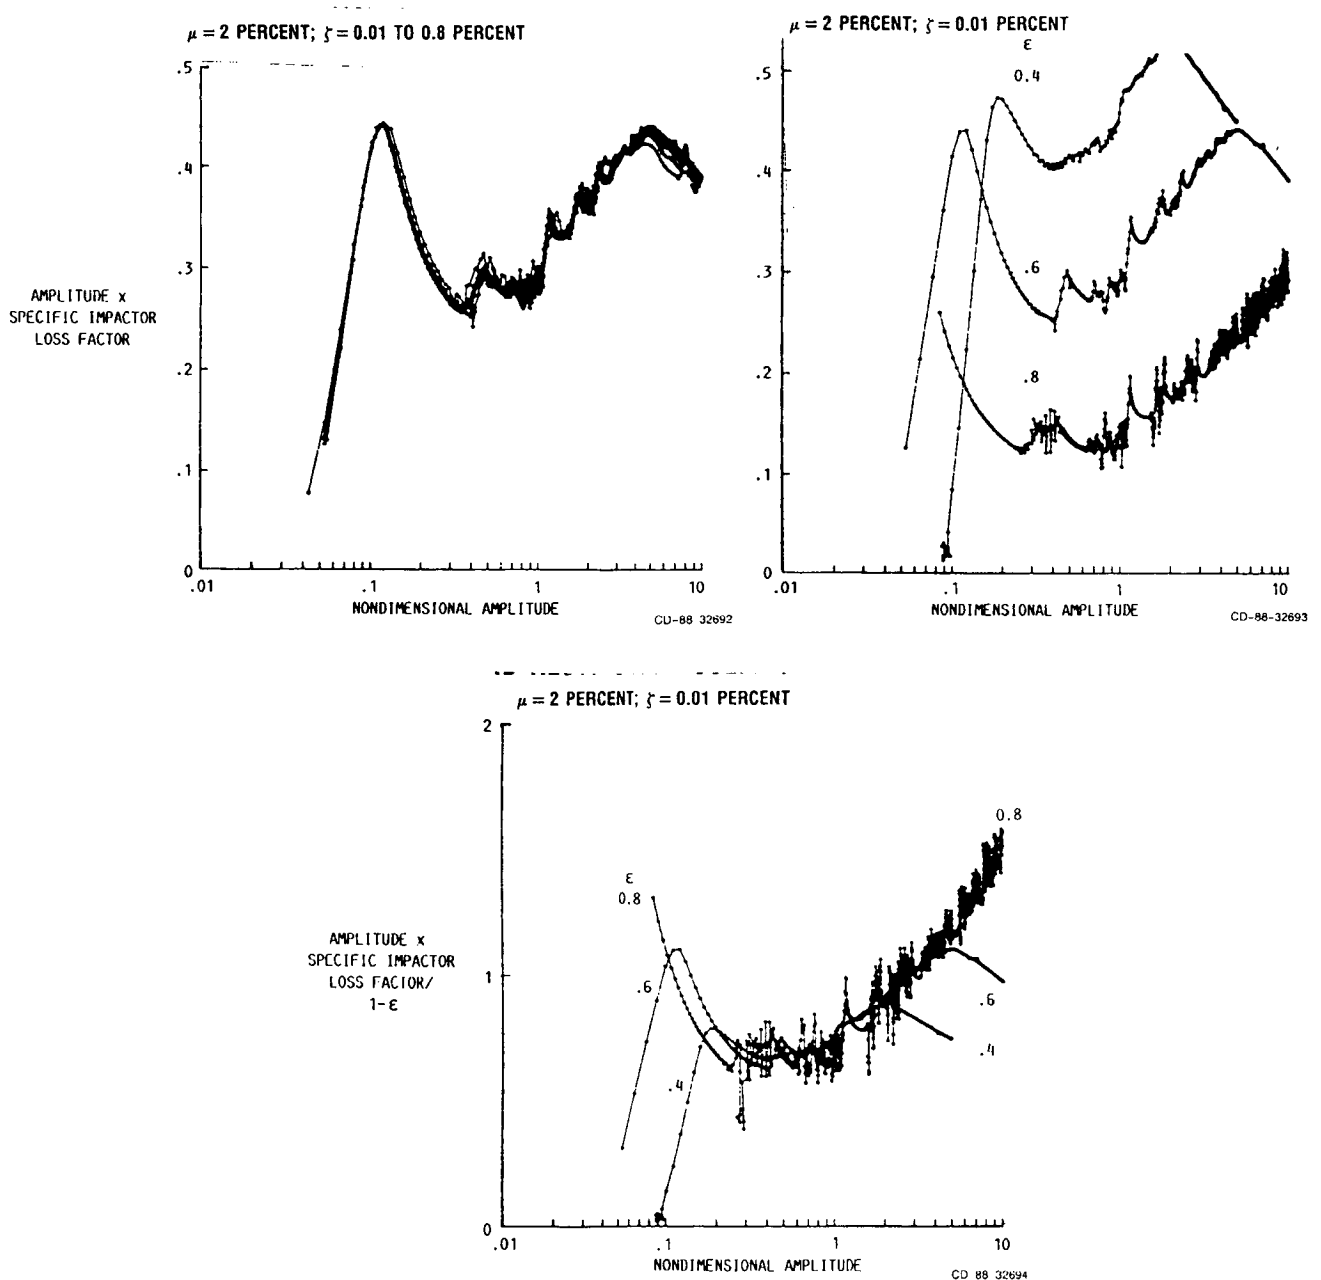 μ = 2 PERCENT; ζ = 0.01 TO 0.8 PERCENT
.5
.4
.3
.2
.1
0
AMPLITUDE x
SPECIFIC IMPACTOR
LOSS FACTOR
.01
.1
1
10
NONDIMENSIONAL AMPLITUDE
CD-88 32692
μ = 2 PERCENT; ζ = 0.01 PERCENT
ε
0.4
.6
.8
.5
.4
.3
.2
.1
0
.01
.1
1
10
NONDIMENSIONAL AMPLITUDE
CD-88-32693
μ = 2 PERCENT; ζ = 0.01 PERCENT
2
1
0
AMPLITUDE x
SPECIFIC IMPACTOR
LOSS FACTOR/
1-ε
ε
0.8
.6
.4
0.8
.6
.4
.01
.1
1
10
NONDIMENSIONAL AMPLITUDE
CD 88 32694